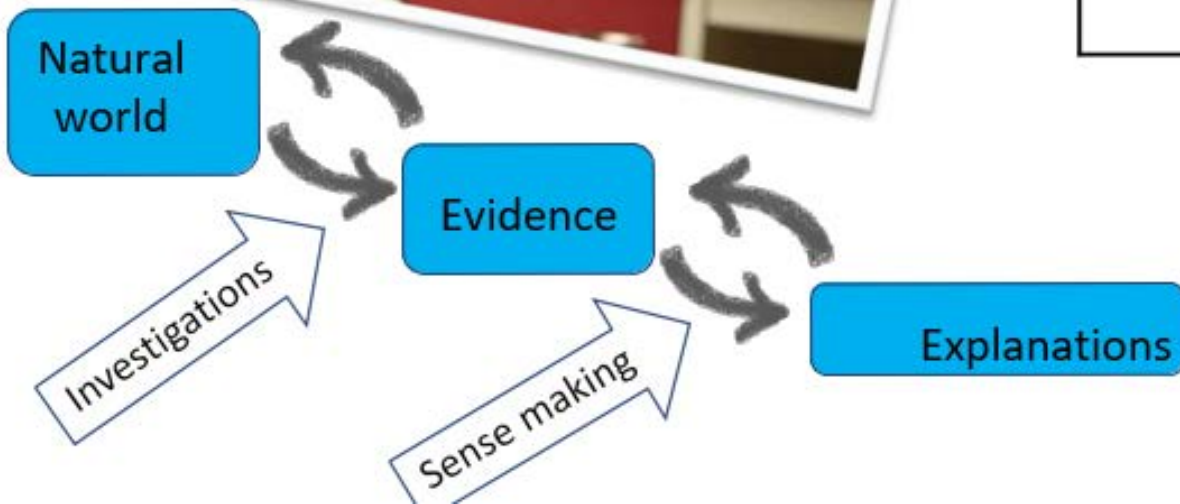 Natural
world
Evidence
Explanations
Investigations
Sense making